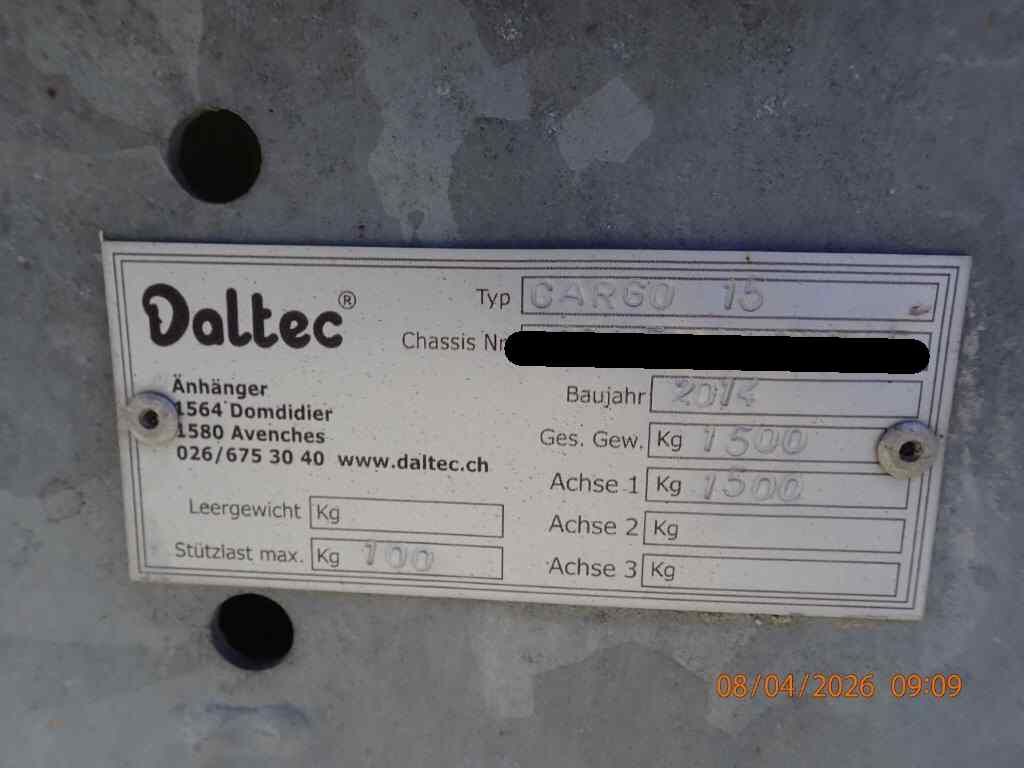 Daltec®
Änhänger
1564 Domdidier
1580 Avenches
026/675 30 40 www.daltec.ch
Leergewicht Kg
Stützlast max. Kg 100
Typ CARGO 15
Chassis Nr
Baujahr 2014
Ges. Gew. Kg 1500
Achse 1 Kg 1500
Achse 2 Kg
Achse 3 Kg
08/04/2026 09:09